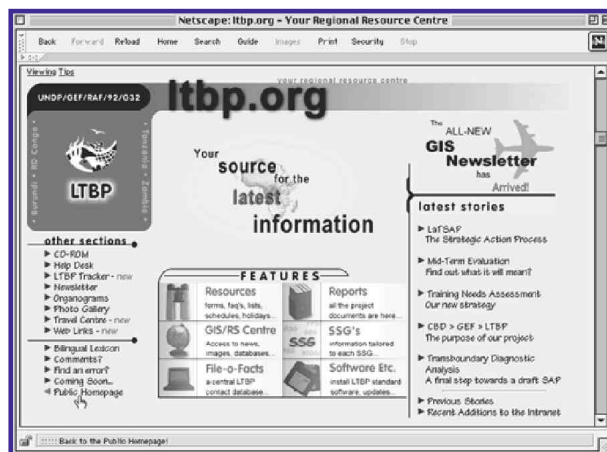 Netscape: ltbp.org - Your Regional Resource Centre
Back Forward Reload Home Search Guide Images Print Security Stop
Viewing Tips
your regional resource centre
UNDP/GEF/RAF/92/G32
ltbp.org
Burundi • RD Congo
Tanzania • Zambia
LTBP
Your
source
for the
latest
information
The
ALL-NEW
GIS
Newsletter
has
Arrived!
other sections
CD-ROM
Help Desk
LTBP Tracker - new
Newsletter
Organograms
Photo Gallery
Travel Centre - new
Web Links - new
Bilingual Lexicon
Comments?
Find an error?
Coming Soon...
Public Homepage
FEATURES
Resources
forms, faq's, lists,
schedules, holidays...
Reports
all the project
documents are here...
GIS/RS Centre
Access to news,
images, databases...
SSG
SSG's
information tailored
to each SSG...
File-o-Facts
a central LTBP
contact database...
Software Etc.
install LTBP standard
software, updates...
latest stories
LaTSAP
The Strategic Action Process
Mid-Term Evaluation
Find out what it will mean?
Training Needs Assessment
Our new strategy
CBD > GEF > LTBP
The purpose of our project
Transboundary Diagnostic
Analysis
A final step towards a draft SAP
Previous Stories
Recent Additions to the Intranet
::::: Back to the Public Homepage!